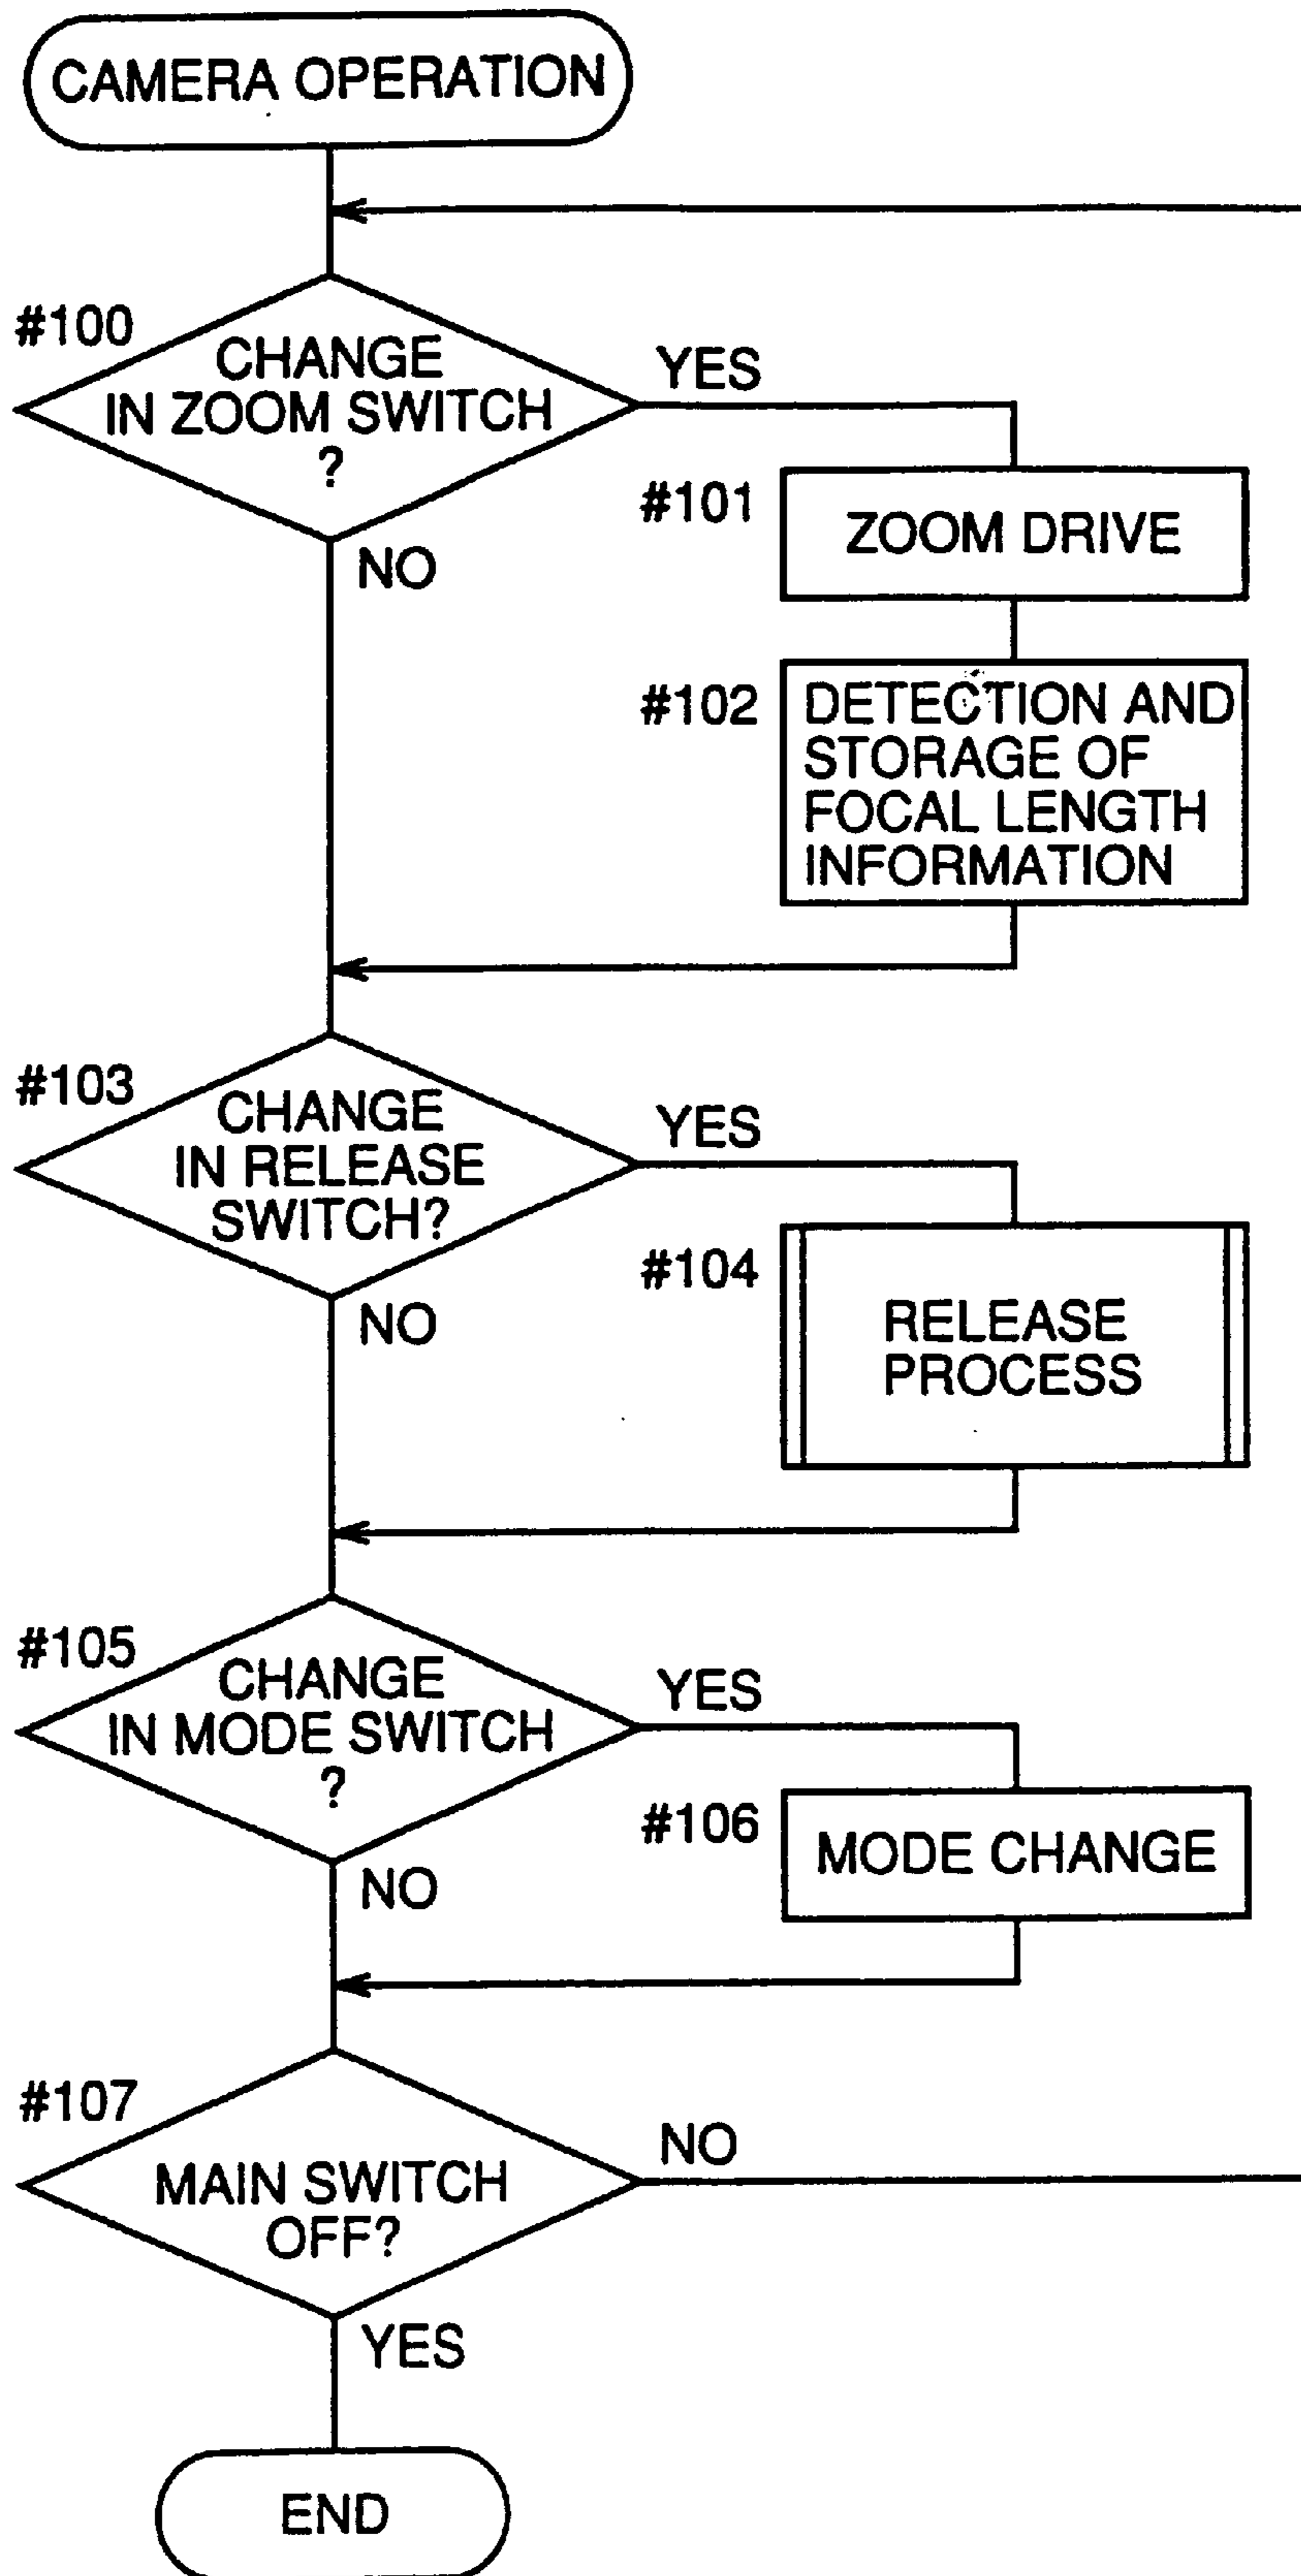 CAMERA OPERATION
#100
CHANGE
IN ZOOM SWITCH
?
YES
NO
#101
ZOOM DRIVE
#102
DETECTION AND
STORAGE OF
FOCAL LENGTH
INFORMATION
#103
CHANGE
IN RELEASE
SWITCH?
YES
NO
#104
RELEASE
PROCESS
#105
CHANGE
IN MODE SWITCH
?
YES
NO
#106
MODE CHANGE
#107
MAIN SWITCH
OFF?
NO
YES
END